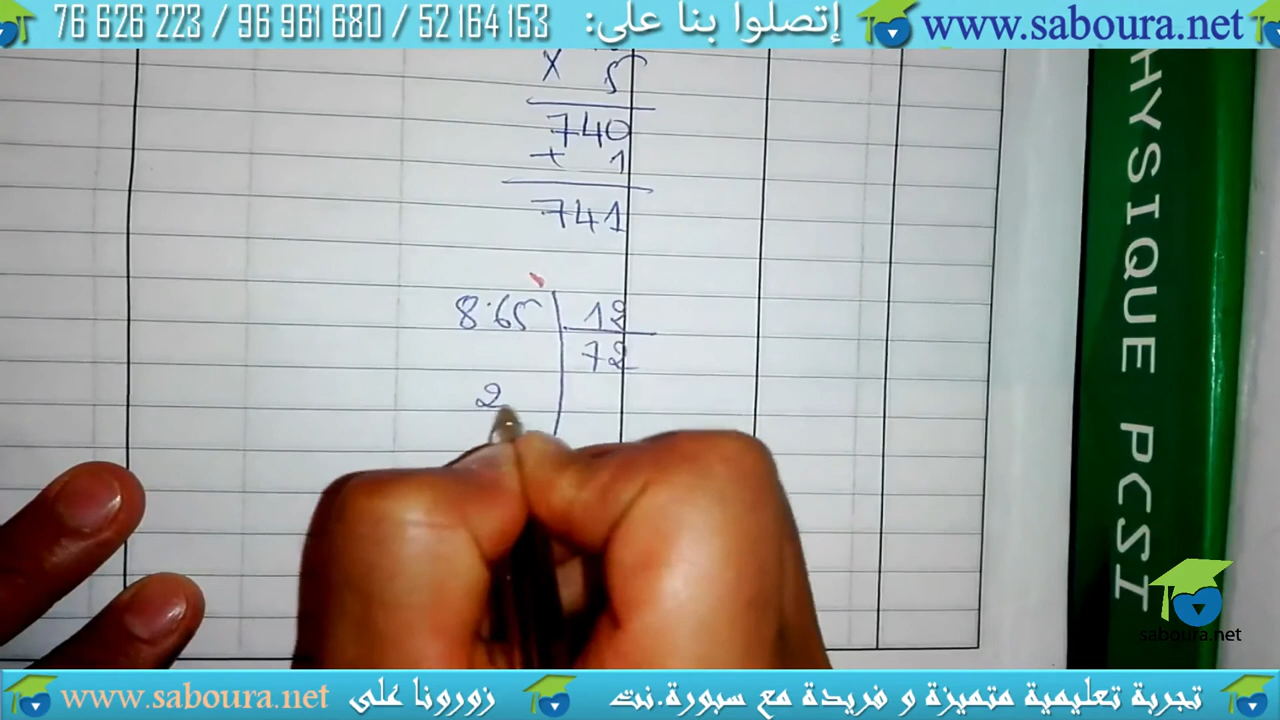 76 626 223 / 96 961 680 / 52 164 153 إتصلوا بنا على: www.saboura.net
x 5
740
+ 1
741
8.65 12
72
2
PHYSIQUE PCSI
saboura.net
www.saboura.net زورونا على تجربة تعليمية متميزة و فريدة مع سبورة.نت